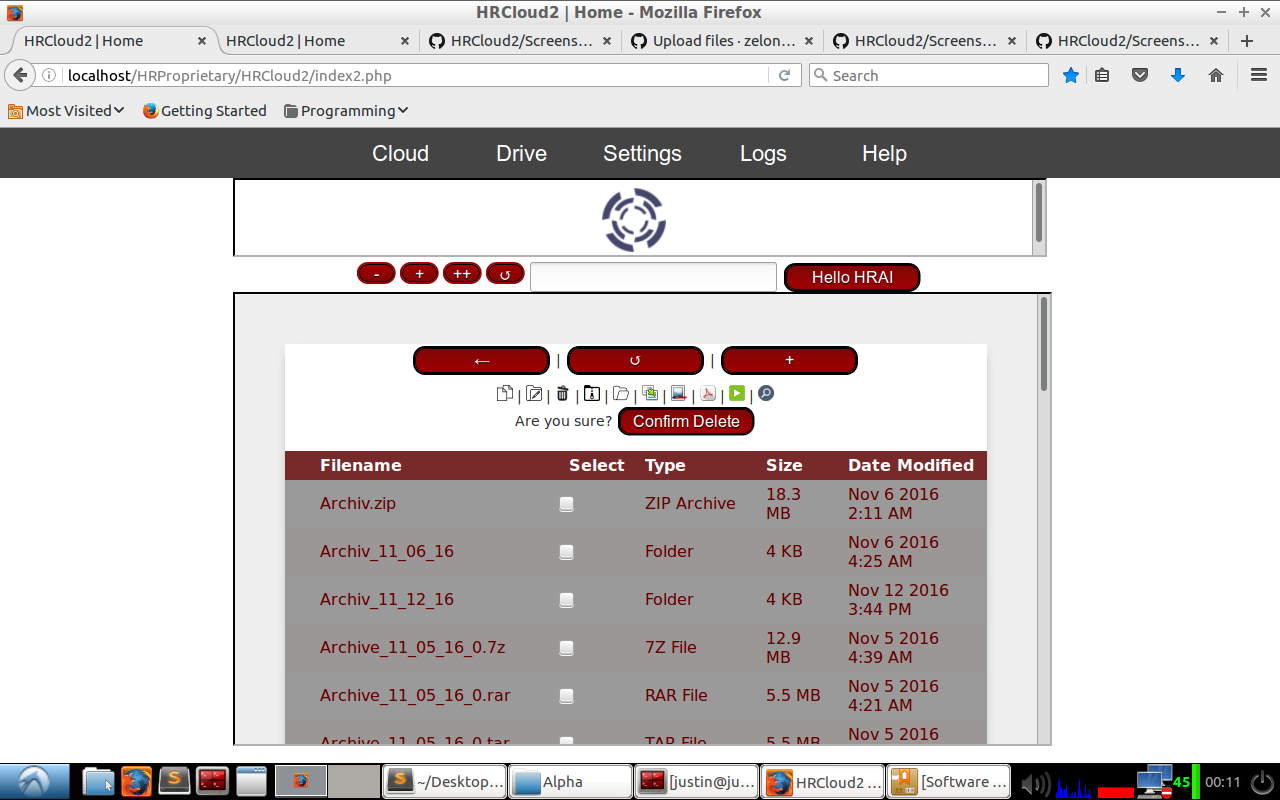 HRCloud2 | Home - Mozilla Firefox
HRCloud2 | Home
HRCloud2 | Home
HRCloud2/Screens...
Upload files · zelon...
HRCloud2/Screens...
HRCloud2/Screens...
localhost/HRProprietary/HRCloud2/index2.php
Search
Most Visited
Getting Started
Programming
Cloud Drive Settings Logs Help
- + ++ ↺ Hello HRAI
← | ↺ | +
| | | | | | | | |
Are you sure? Confirm Delete
Filename Select Type Size Date Modified
Archiv.zip ZIP Archive 18.3 MB Nov 6 2016 2:11 AM
Archiv_11_06_16 Folder 4 KB Nov 6 2016 4:25 AM
Archiv_11_12_16 Folder 4 KB Nov 12 2016 3:44 PM
Archive_11_05_16_0.7z 7Z File 12.9 MB Nov 5 2016 4:39 AM
Archive_11_05_16_0.rar RAR File 5.5 MB Nov 5 2016 4:21 AM
Archive_11_05_16_0.tar TAR File 5.5 MB Nov 5 2016
~/Desktop...
Alpha
[justin@ju...
HRCloud2 ...
[Software ...
45
00:11